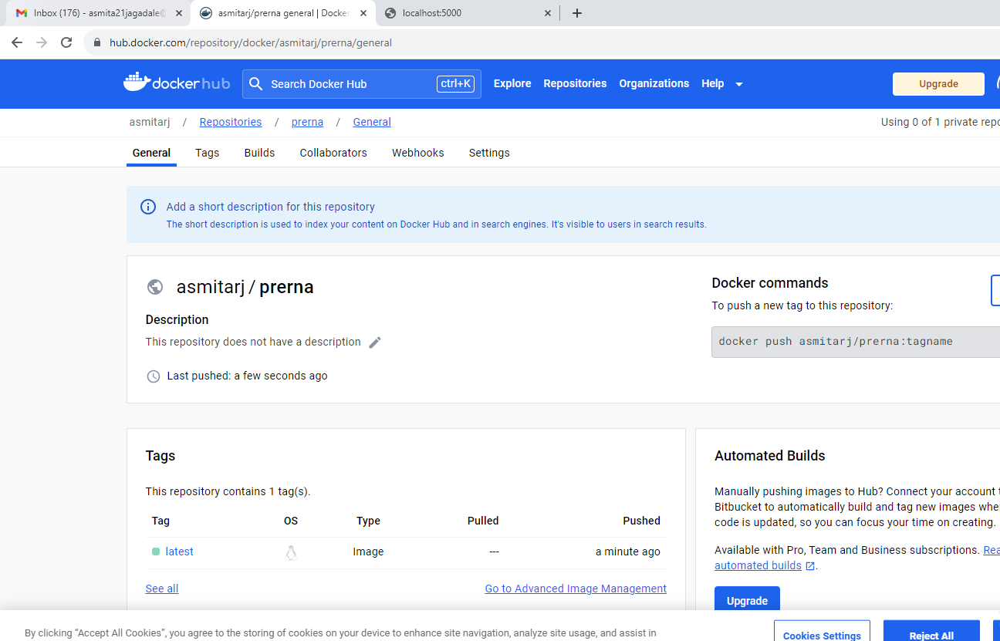 Inbox (176) - asmita21jagadale@
asmitarj/prerna general | Docker
localhost:5000
hub.docker.com/repository/docker/asmitarj/prerna/general
docker hub
Search Docker Hub
ctrl+K
Explore
Repositories
Organizations
Help
Upgrade
asmitarj / Repositories / prerna / General
Using 0 of 1 private repo
General
Tags
Builds
Collaborators
Webhooks
Settings
Add a short description for this repository
The short description is used to index your content on Docker Hub and in search engines. It's visible to users in search results.
asmitarj / prerna
Description
This repository does not have a description
Last pushed: a few seconds ago
Docker commands
To push a new tag to this repository:
docker push asmitarj/prerna:tagname
Tags
This repository contains 1 tag(s).
Tag OS Type Pulled Pushed
latest Image --- a minute ago
See all
Go to Advanced Image Management
Automated Builds
Manually pushing images to Hub? Connect your account
Bitbucket to automatically build and tag new images whe
code is updated, so you can focus your time on creating.
Available with Pro, Team and Business subscriptions. Rea
automated builds .
Upgrade
By clicking “Accept All Cookies”, you agree to the storing of cookies on your device to enhance site navigation, analyze site usage, and assist in
Cookies Settings
Reject All